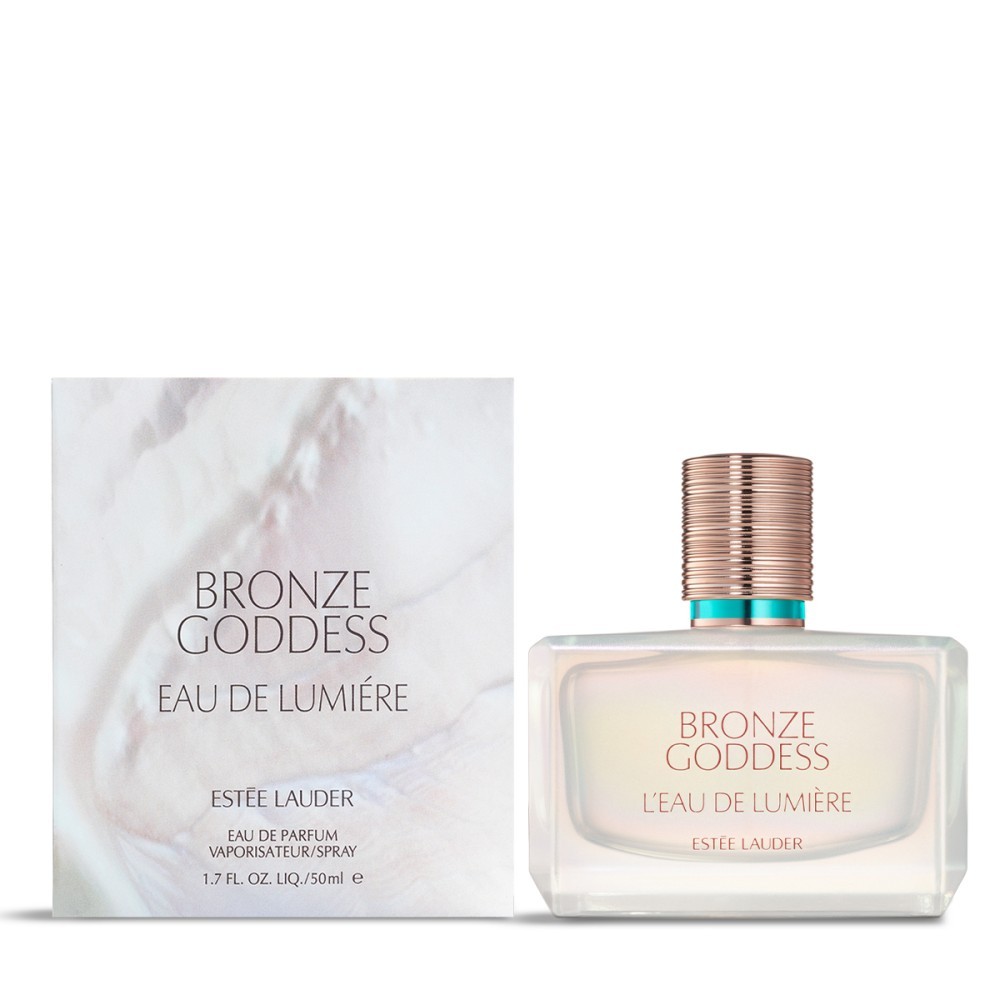 BRONZE
GODDESS
EAU DE LUMIÉRE
ESTĒE LAUDER
EAU DE PARFUM
VAPORISATEUR/SPRAY
1.7 FL. OZ. LIQ./50ml ℮
BRONZE
GODDESS
L'EAU DE LUMIÈRE
ESTĒE LAUDER